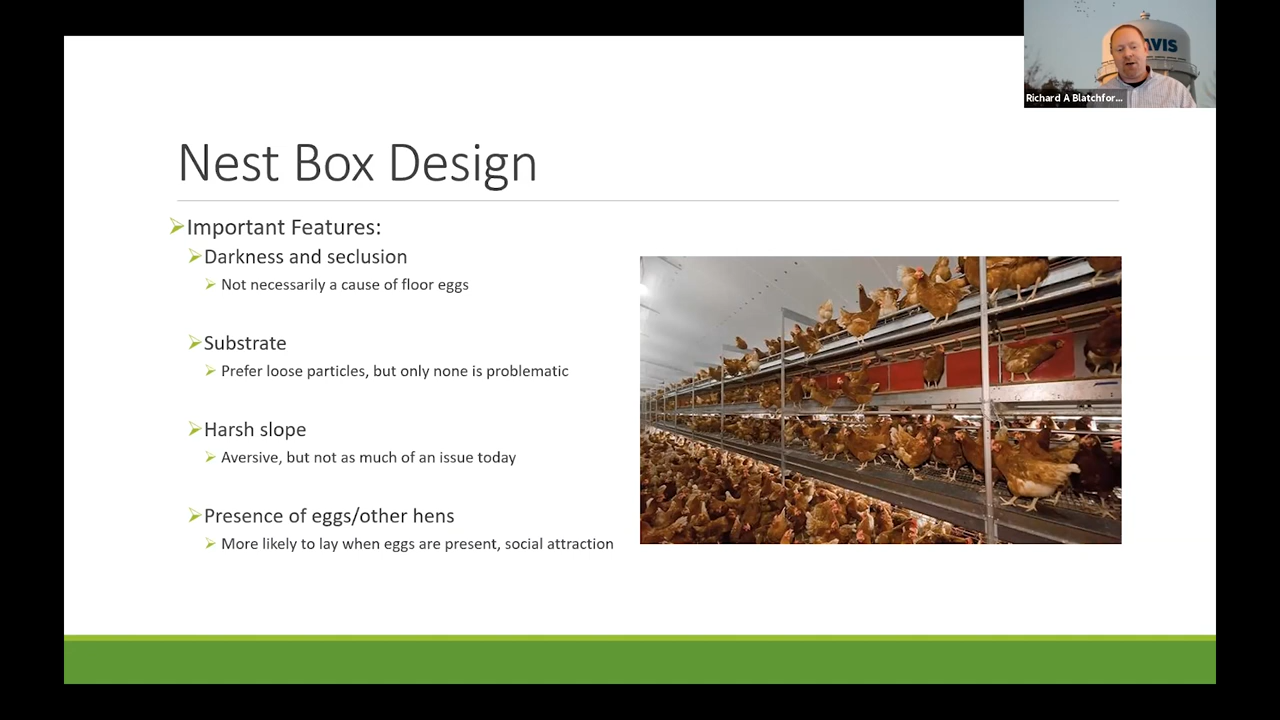 AVIS
Richard A Blatchfor...
Nest Box Design
Important Features:
Darkness and seclusion
Not necessarily a cause of floor eggs
Substrate
Prefer loose particles, but only none is problematic
Harsh slope
Aversive, but not as much of an issue today
Presence of eggs/other hens
More likely to lay when eggs are present, social attraction